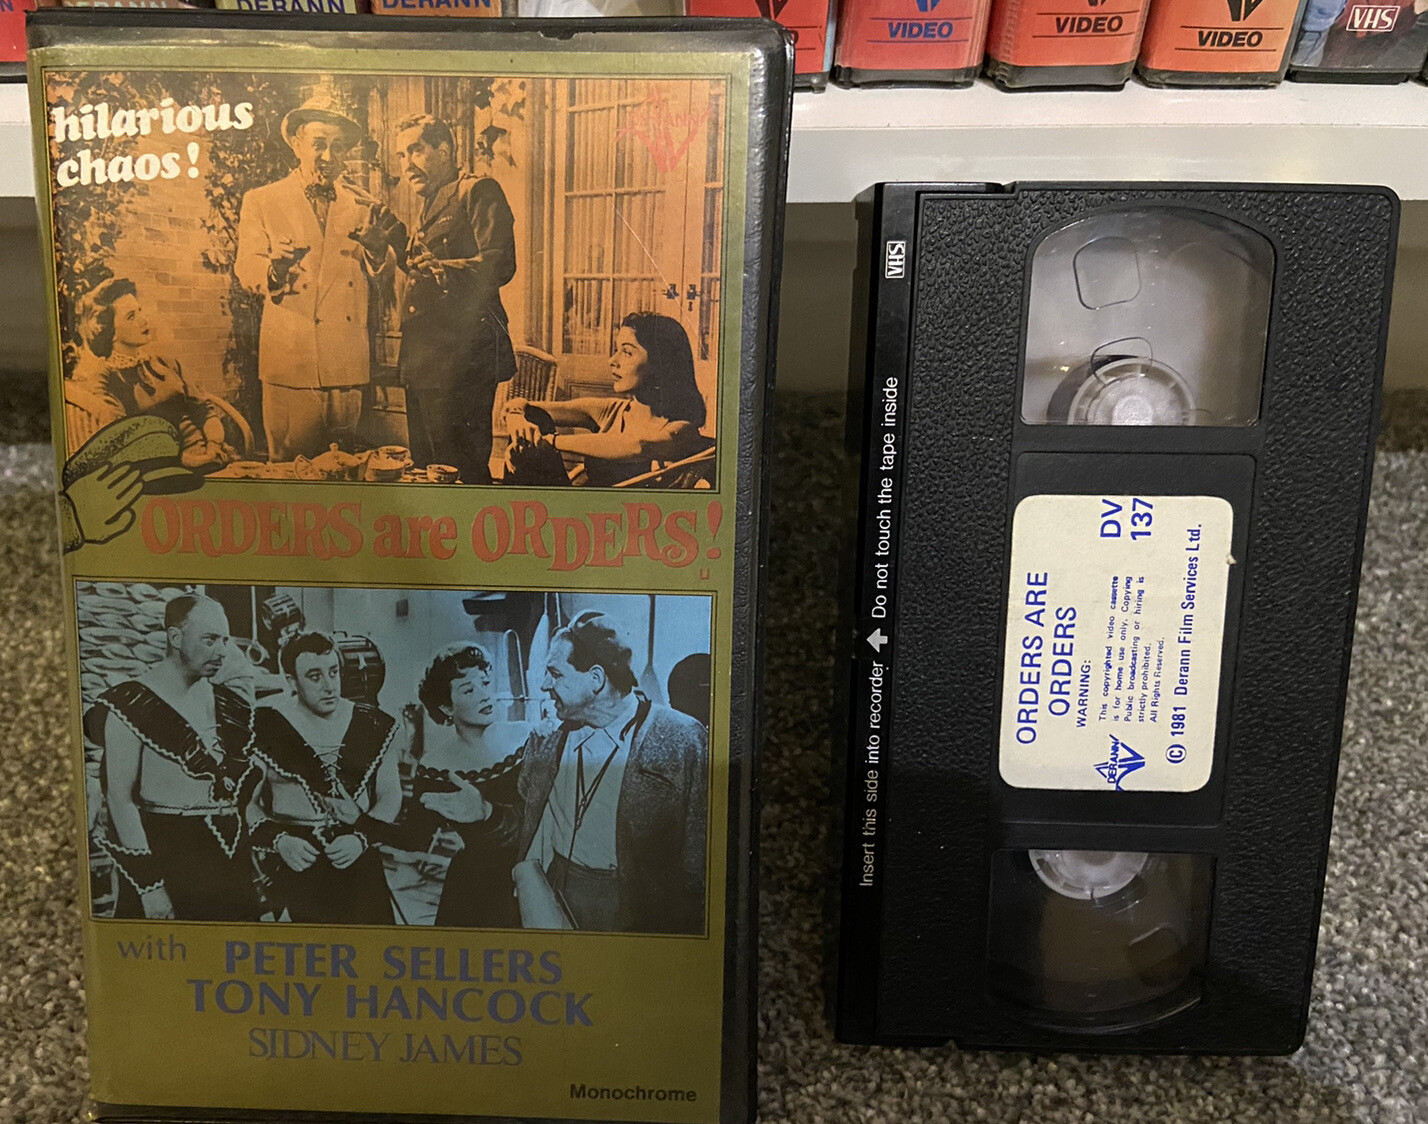 DERANN
DERANN
DERANN
VIDEO
VIDEO
VIDEO
VHS
hilarious
chaos!
ORDERS are ORDERS!
U
with PETER SELLERS
TONY HANCOCK
SIDNEY JAMES
Monochrome
VHS
Insert this side into recorder Do not touch the tape inside
ORDERS ARE
ORDERS
DV
137
WARNING:
This copyrighted video cassette
is for home use only. Copying
Public broadcasting or hiring is
strictly prohibited.
All Rights Reserved.
DERANN
© 1981 Derann Film Services Ltd.